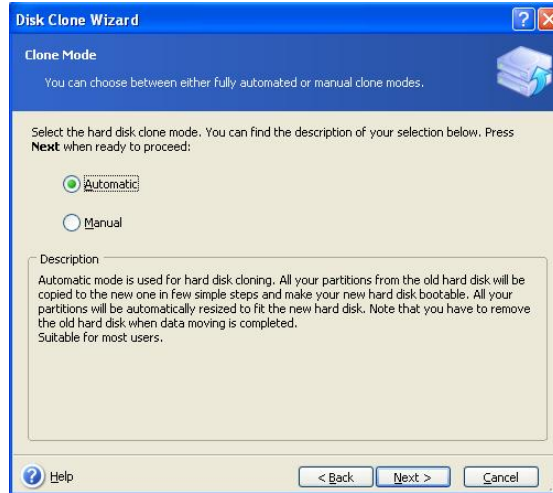 Disk Clone Wizard
Clone Mode
You can choose between either fully automated or manual clone modes.
Select the hard disk clone mode. You can find the description of your selection below. Press
Next when ready to proceed:
Automatic
Manual
Description
Automatic mode is used for hard disk cloning. All your partitions from the old hard disk will be
copied to the new one in few simple steps and make your new hard disk bootable. All your
partitions will be automatically resized to fit the new hard disk. Note that you have to remove
the old hard disk when data moving is completed.
Suitable for most users.
Help
< Back
Next >
Cancel